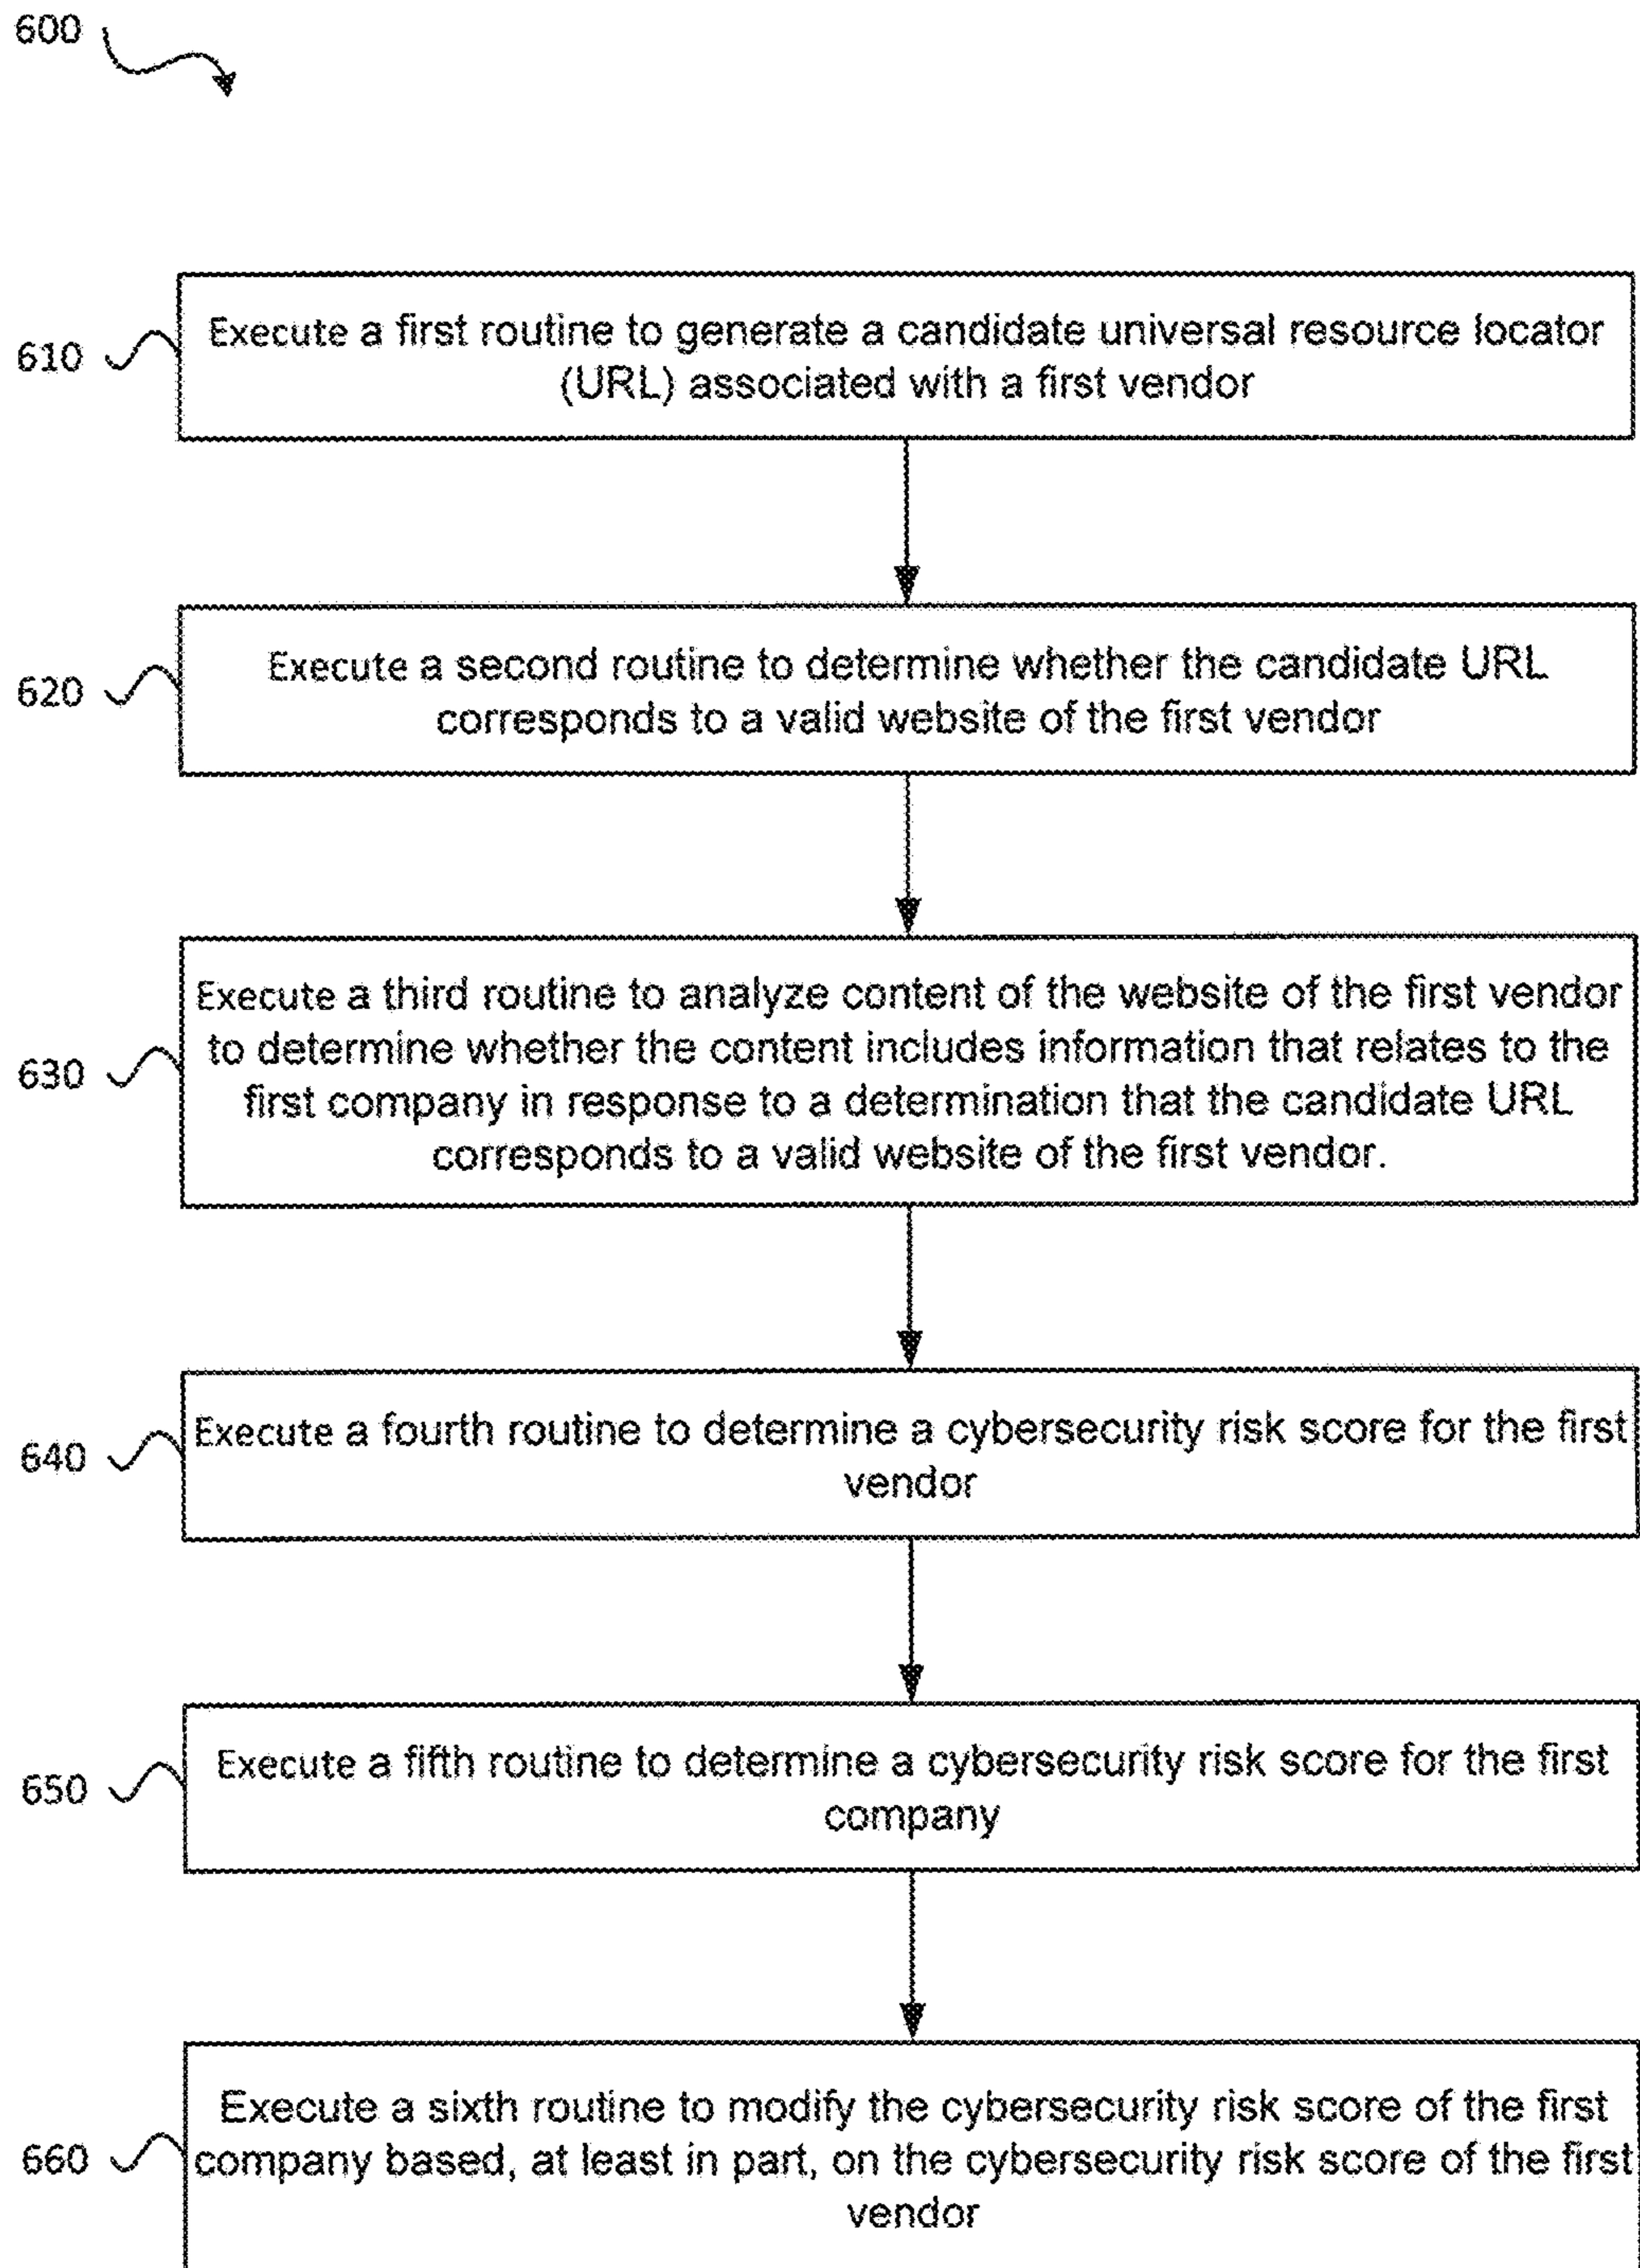 600
610
Execute a first routine to generate a candidate universal resource locator
(URL) associated with a first vendor
620
Execute a second routine to determine whether the candidate URL
corresponds to a valid website of the first vendor
630
Execute a third routine to analyze content of the website of the first vendor
to determine whether the content includes information that relates to the
first company in response to a determination that the candidate URL
corresponds to a valid website of the first vendor.
640
Execute a fourth routine to determine a cybersecurity risk score for the first
vendor
650
Execute a fifth routine to determine a cybersecurity risk score for the first
company
660
Execute a sixth routine to modify the cybersecurity risk score of the first
company based, at least in part, on the cybersecurity risk score of the first
vendor